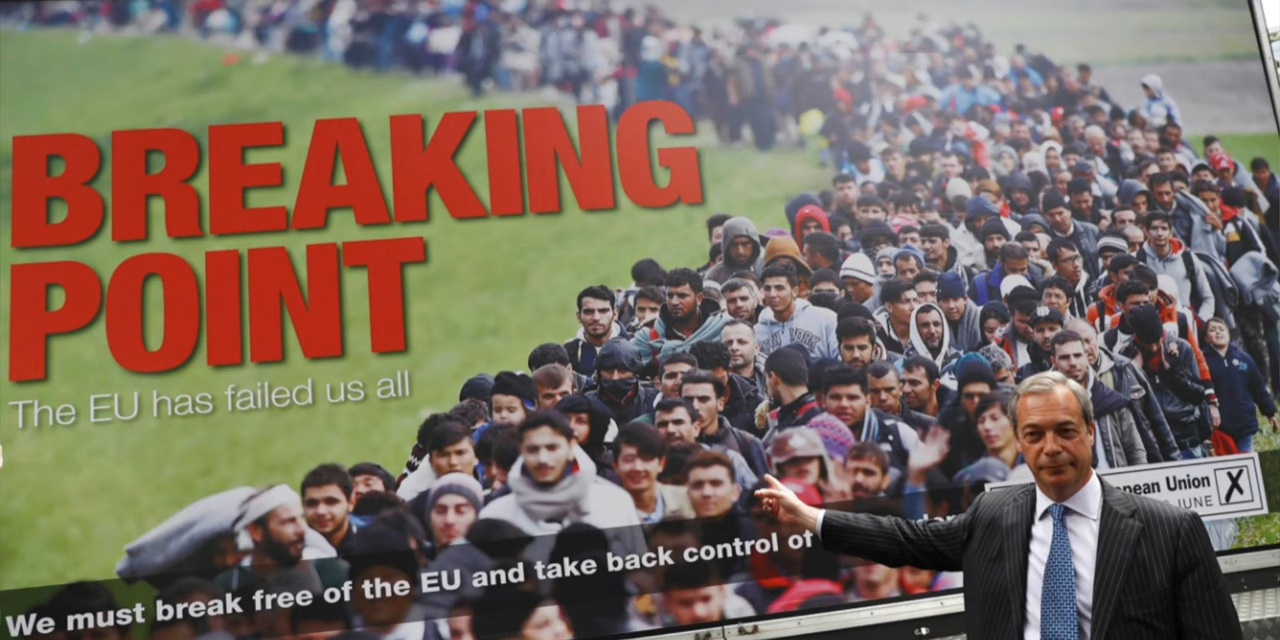 BREAKING
POINT
The EU has failed us all
We must break free of the EU and take back control of
Union
JUNE
X